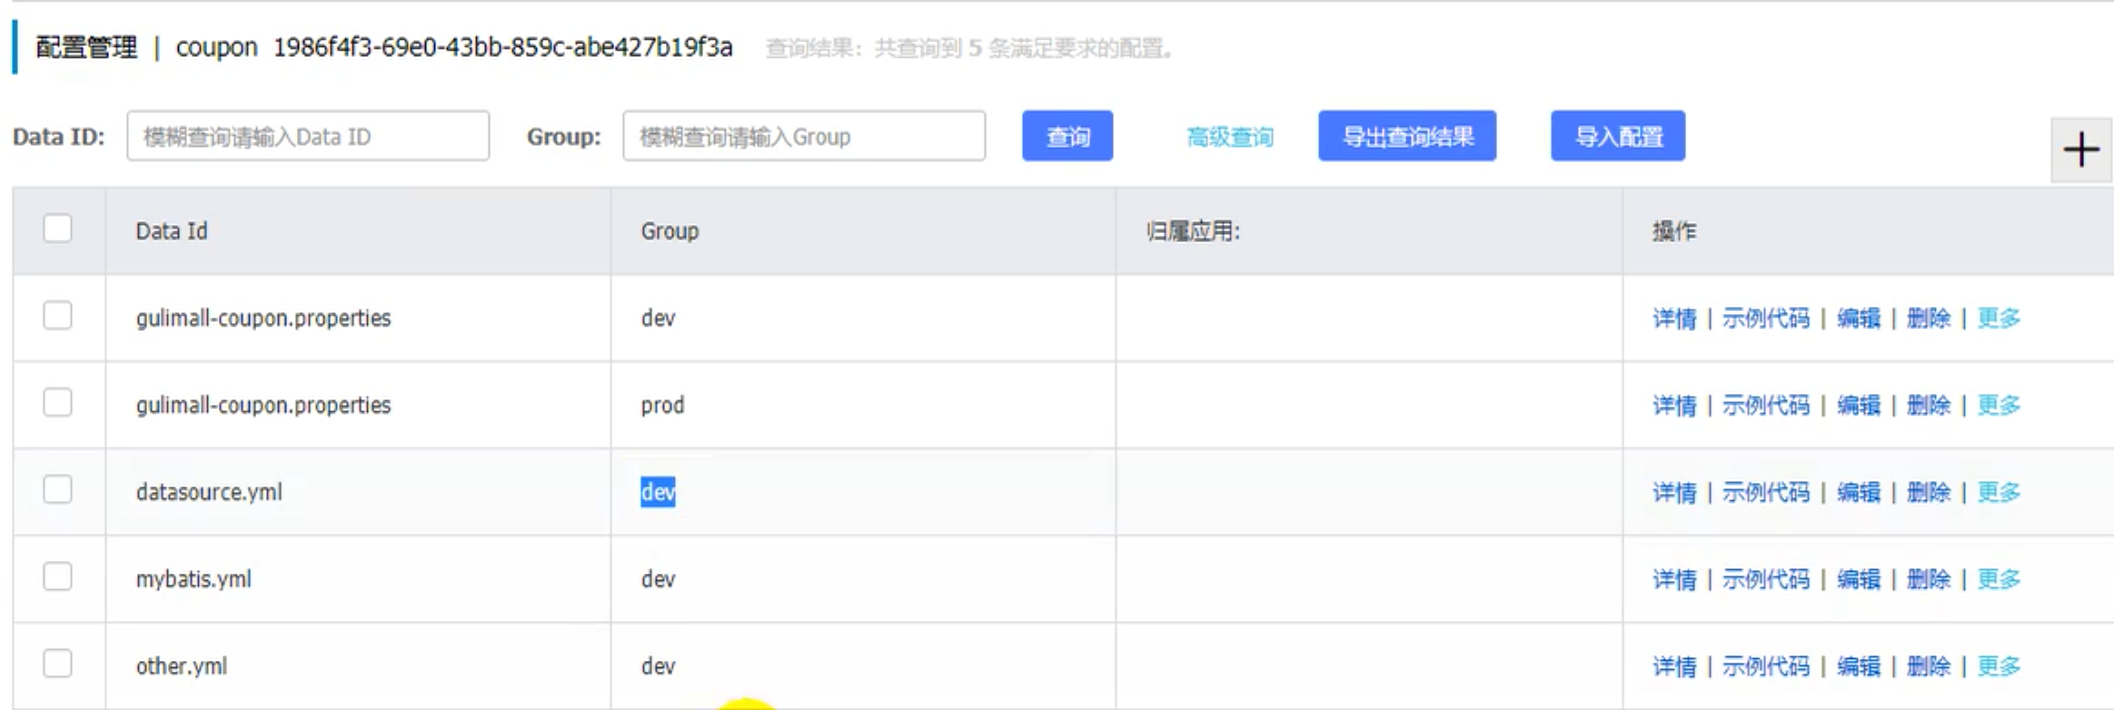 配置管理 | coupon 1986f4f3-69e0-43bb-859c-abe427b19f3a 查询结果：共查询到 5 条满足要求的配置。
Data ID: 模糊查询请输入Data ID Group: 模糊查询请输入Group 查询 高级查询 导出查询结果 导入配置
Data Id Group 归属应用: 操作
gulimall-coupon.properties dev 详情 | 示例代码 | 编辑 | 删除 | 更多
gulimall-coupon.properties prod 详情 | 示例代码 | 编辑 | 删除 | 更多
datasource.yml dev 详情 | 示例代码 | 编辑 | 删除 | 更多
mybatis.yml dev 详情 | 示例代码 | 编辑 | 删除 | 更多
other.yml dev 详情 | 示例代码 | 编辑 | 删除 | 更多